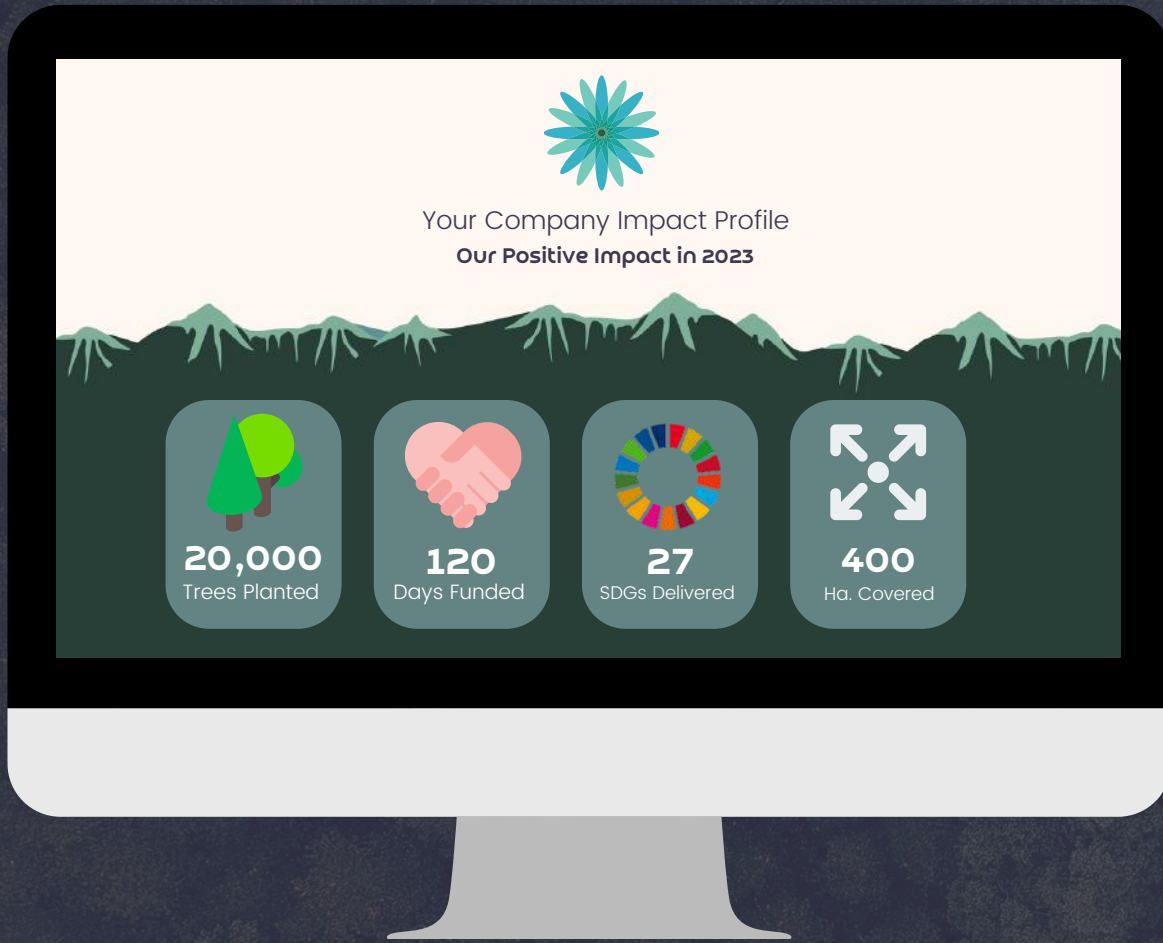 Your Company Impact Profile
Our Positive Impact in 2023
20,000
Trees Planted
120
Days Funded
27
SDGs Delivered
400
Ha. Covered